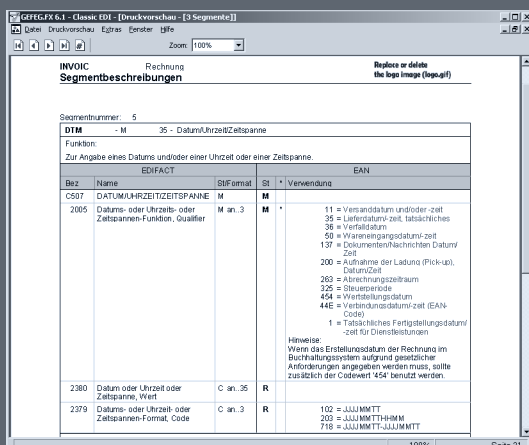 GEFEG.FX 6.1 - Classic EDI - [Druckvorschau - [3 Segmente]]
Datei Druckvorschau Extras Fenster Hilfe
Zoom: 100%
INVOIC Rechnung
Segmentbeschreibungen
Replace or delete
the logo image (logo.gif)
Segmentnummer: 5
DTM - M 35 - Datum/Uhrzeit/Zeitspanne
Funktion:
Zur Angabe eines Datums und/oder einer Uhrzeit oder einer Zeitspanne.
EDIFACT EAN
Bez Name St/Format St * Verwendung
C507 DATUM/UHRZEIT/ZEITSPANNE M M
2005 Datums- oder Uhrzeits- oder M an..3 M * 11 = Versanddatum und/oder -zeit
Zeitspannen-Funktion, Qualifier 35 = Lieferdatum/-zeit, tatsächliches
36 = Verfalldatum
50 = Wareneingangsdatum/-zeit
137 = Dokumenten/Nachrichten Datum/
Zeit
200 = Aufnahme der Ladung (Pick-up),
Datum/Zeit
263 = Abrechnungszeitraum
325 = Steuerperiode
454 = Wertstellungsdatum
44E = Verbindungsdatum/-zeit (EAN-
Code)
1 = Tatsächliches Fertigstellungsdatum/
-zeit für Dienstleistungen
Hinweise:
Wenn das Erstellungsdatum der Rechnung im
Buchhaltungssystem aufgrund gesetzlicher
Anforderungen angegeben werden muss, sollte
zusätzlich der Codewert '454' benutzt werden.
2380 Datum oder Uhrzeit oder C an..35 R
Zeitspanne, Wert
2379 Datums- oder Uhrzeit- oder C an..3 R 102 = JJJJMMTT
Zeitspannen-Format, Code 203 = JJJJMMTTHHMM
718 = JJJJMMTT-JJJJMMTT
100% Seite 21